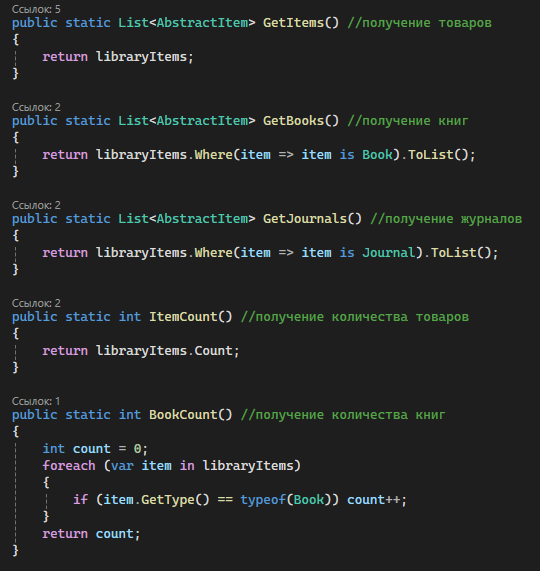 Ссылок: 5
public static List<AbstractItem> GetItems() //получение товаров
{
    return libraryItems;
}
Ссылок: 2
public static List<AbstractItem> GetBooks() //получение книг
{
    return libraryItems.Where(item => item is Book).ToList();
}
Ссылок: 2
public static List<AbstractItem> GetJournals() //получение журналов
{
    return libraryItems.Where(item => item is Journal).ToList();
}
Ссылок: 2
public static int ItemCount() //получение количества товаров
{
    return libraryItems.Count;
}
Ссылок: 1
public static int BookCount() //получение количества книг
{
    int count = 0;
    foreach (var item in libraryItems)
    {
        if (item.GetType() == typeof(Book)) count++;
    }
    return count;
}